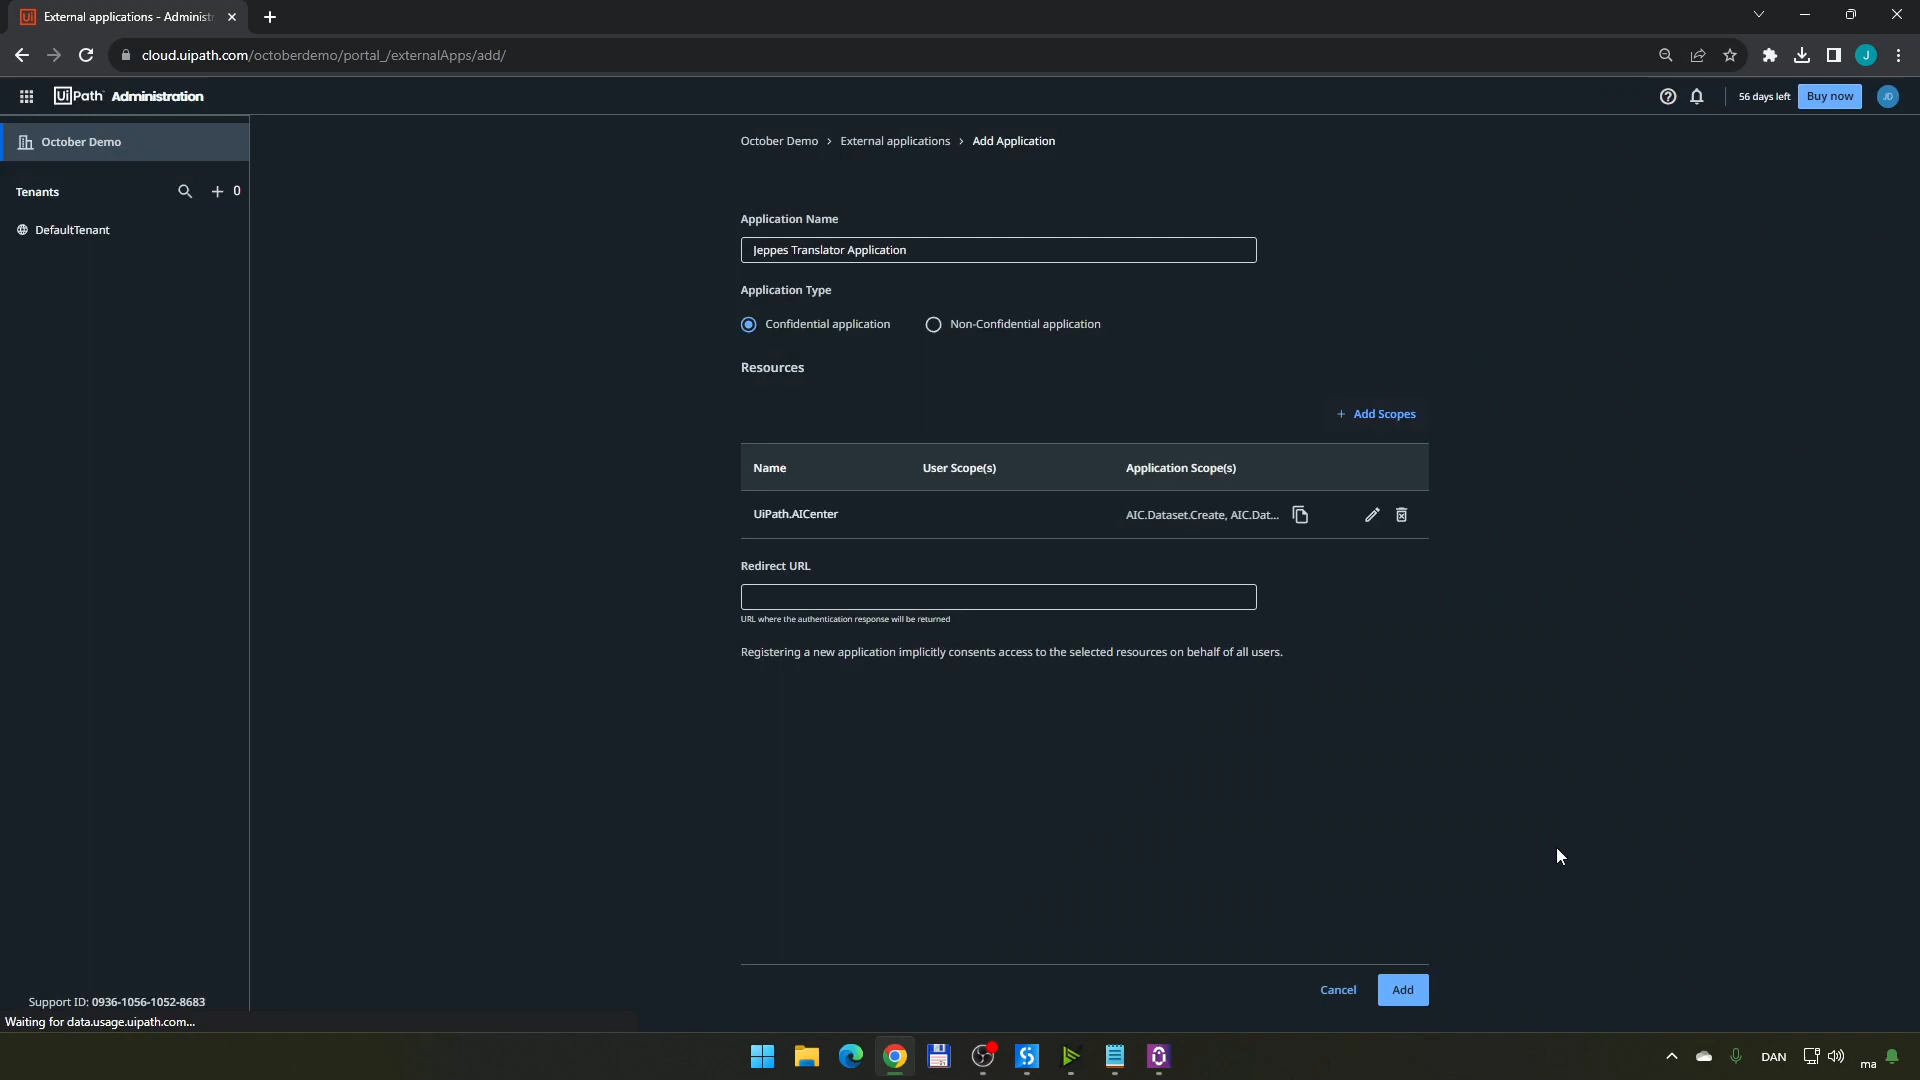 External applications - Administr
cloud.uipath.com/octoberdemo/portal_/externalApps/add/
J
UiPath Administration
56 days left
Buy now
JD
October Demo
October Demo > External applications > Add Application
Tenants
0
DefaultTenant
Application Name
Jeppes Translator Application
Application Type
Confidential application
Non-Confidential application
Resources
+ Add Scopes
Name
User Scope(s)
Application Scope(s)
UiPath.AICenter
AIC.Dataset.Create, AIC.Dat...
Redirect URL
URL where the authentication response will be returned
Registering a new application implicitly consents access to the selected resources on behalf of all users.
Cancel
Add
Support ID: 0936-1056-1052-8683
Waiting for data.usage.uipath.com...
DAN
ma